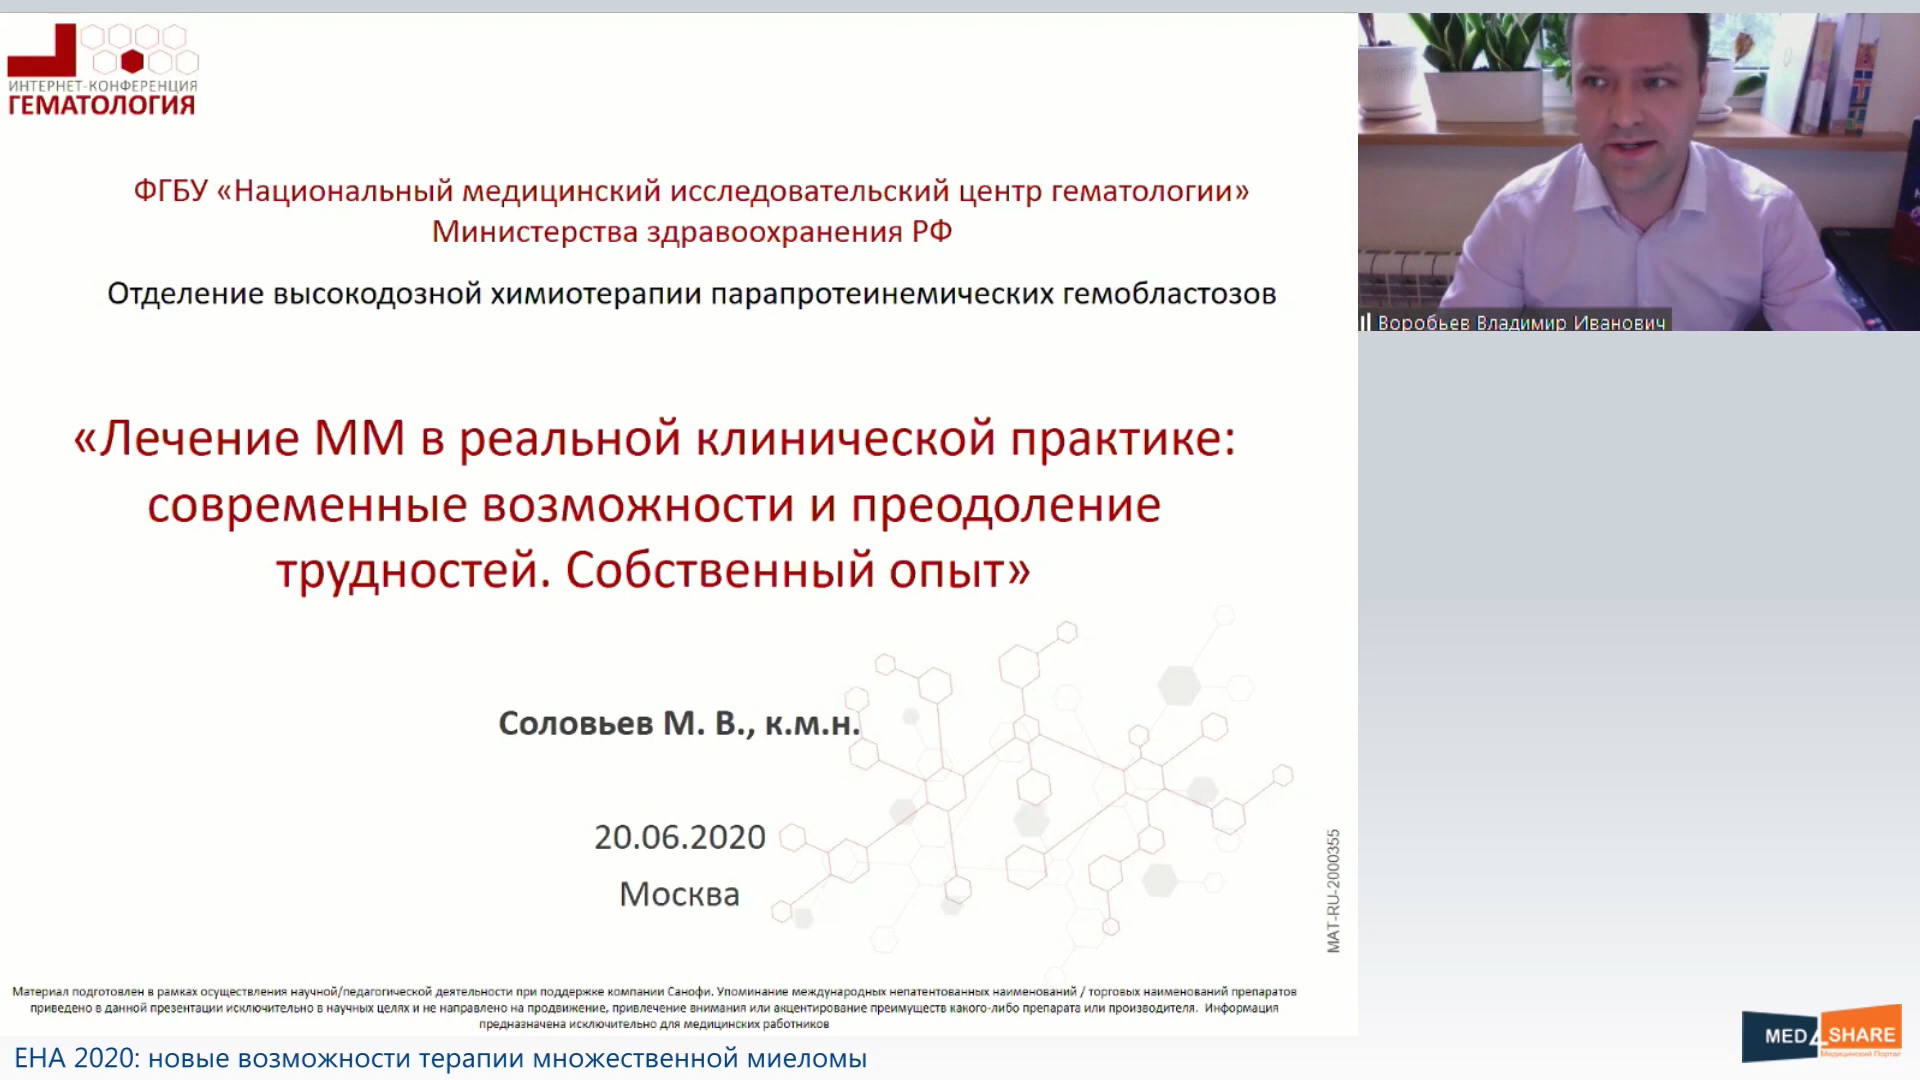 ИНТЕРНЕТ-КОНФЕРЕНЦИЯ
ГЕМАТОЛОГИЯ
ФГБУ «Национальный медицинский исследовательский центр гематологии»
Министерства здравоохранения РФ
Отделение высокодозной химиотерапии парапротеинемических гемобластозов
«Лечение ММ в реальной клинической практике:
современные возможности и преодоление
трудностей. Собственный опыт»
Соловьев М. В., к.м.н.
20.06.2020
Москва
MAT-RU-2000355
Материал подготовлен в рамках осуществления научной/педагогической деятельности при поддержке компании Санофи. Упоминание международных непатентованных наименований / торговых наименований препаратов
приведено в данной презентации исключительно в научных целях и не направлено на продвижение, привлечение внимания или акцентирование преимуществ какого-либо препарата или производителя. Информация
предназначена исключительно для медицинских работников
Воробьев Владимир Иванович
EHA 2020: новые возможности терапии множественной миеломы
MED4SHARE
Медицинский Портал